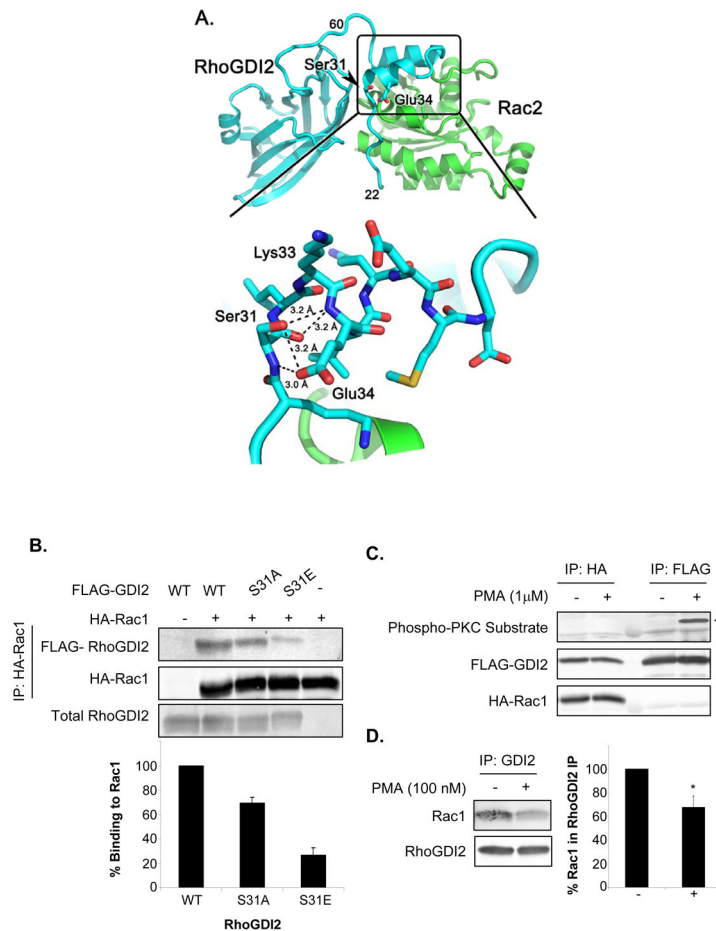 A.
60
Ser31
RhoGDI2
Glu34
Rac2
22
Lys33
Ser31
3.2 Å
3.2 Å
3.2 Å
3.0 Å
Glu34
B.
FLAG-GDI2 WT WT S31A S31E -
HA-Rac1 - + + + +
IP: HA-Rac1
FLAG- RhoGDI2
HA-Rac1
Total RhoGDI2
% Binding to Rac1
100
80
60
40
20
0
WT S31A S31E
RhoGDI2
C.
IP: HA IP: FLAG
PMA (1μM) - + - +
Phospho-PKC Substrate
FLAG-GDI2
HA-Rac1
D.
IP: GDI2
PMA (100 nM) - +
Rac1
RhoGDI2
% Rac1 in RhoGDI2 IP
100
80
60
40
20
0
*
- +